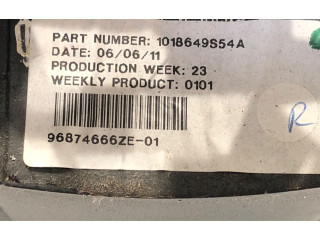 PART NUMBER: 1018649S54A
DATE: 06/06/11
PRODUCTION WEEK: 23
WEEKLY PRODUCT: 0101
96874666ZE-01
R